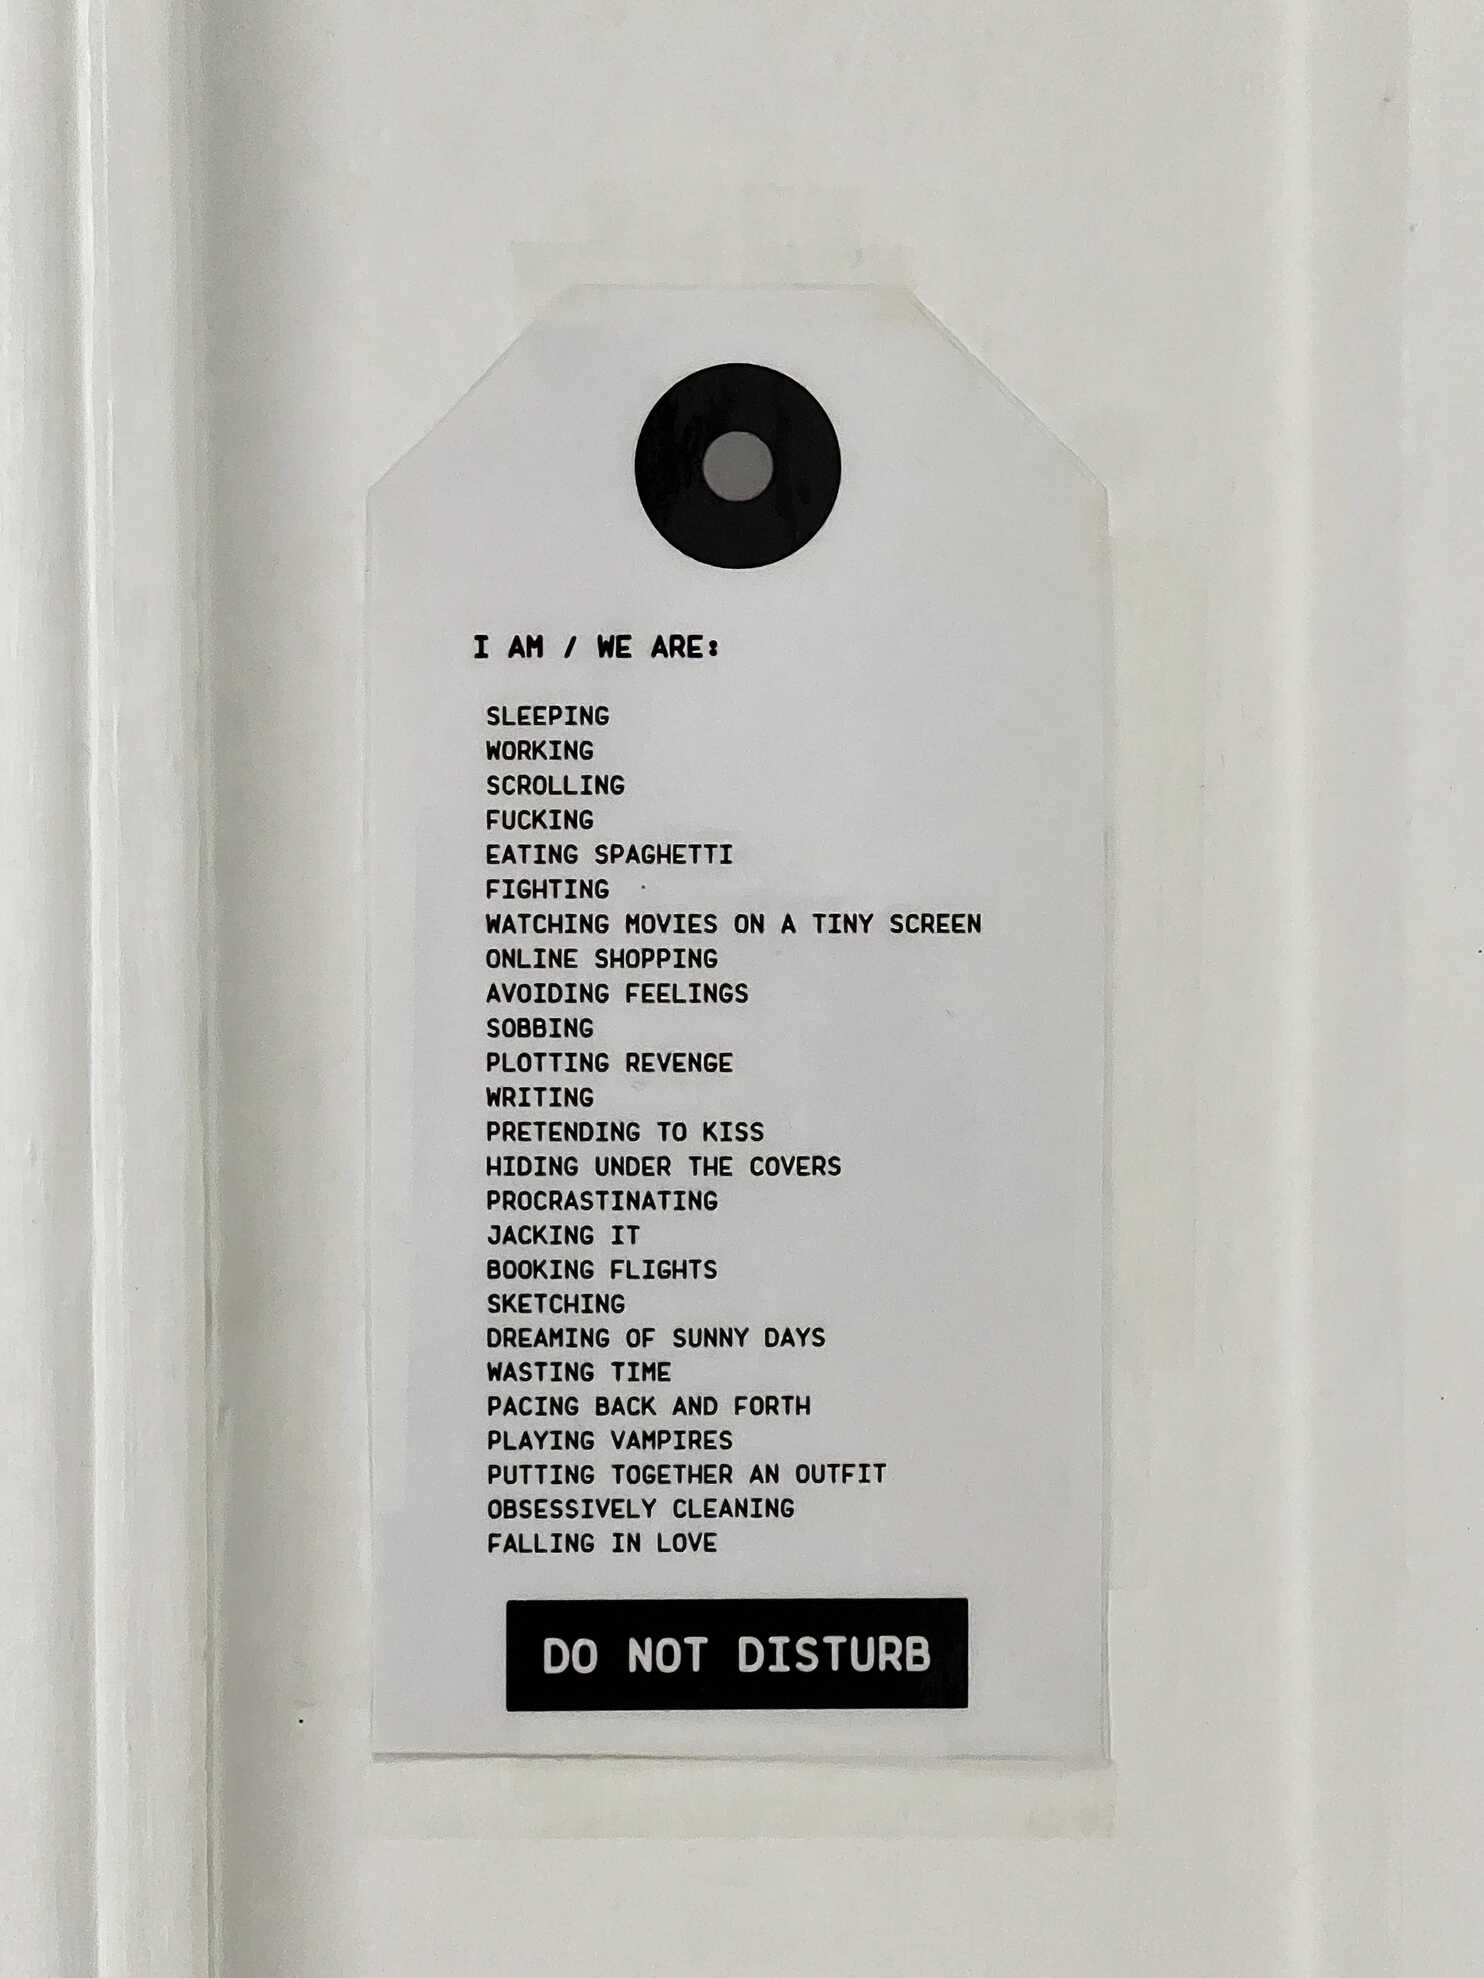 I AM / WE ARE:
SLEEPING
WORKING
SCROLLING
FUCKING
EATING SPAGHETTI
FIGHTING
WATCHING MOVIES ON A TINY SCREEN
ONLINE SHOPPING
AVOIDING FEELINGS
SOBBING
PLOTTING REVENGE
WRITING
PRETENDING TO KISS
HIDING UNDER THE COVERS
PROCRASTINATING
JACKING IT
BOOKING FLIGHTS
SKETCHING
DREAMING OF SUNNY DAYS
WASTING TIME
PACING BACK AND FORTH
PLAYING VAMPIRES
PUTTING TOGETHER AN OUTFIT
OBSESSIVELY CLEANING
FALLING IN LOVE
DO NOT DISTURB